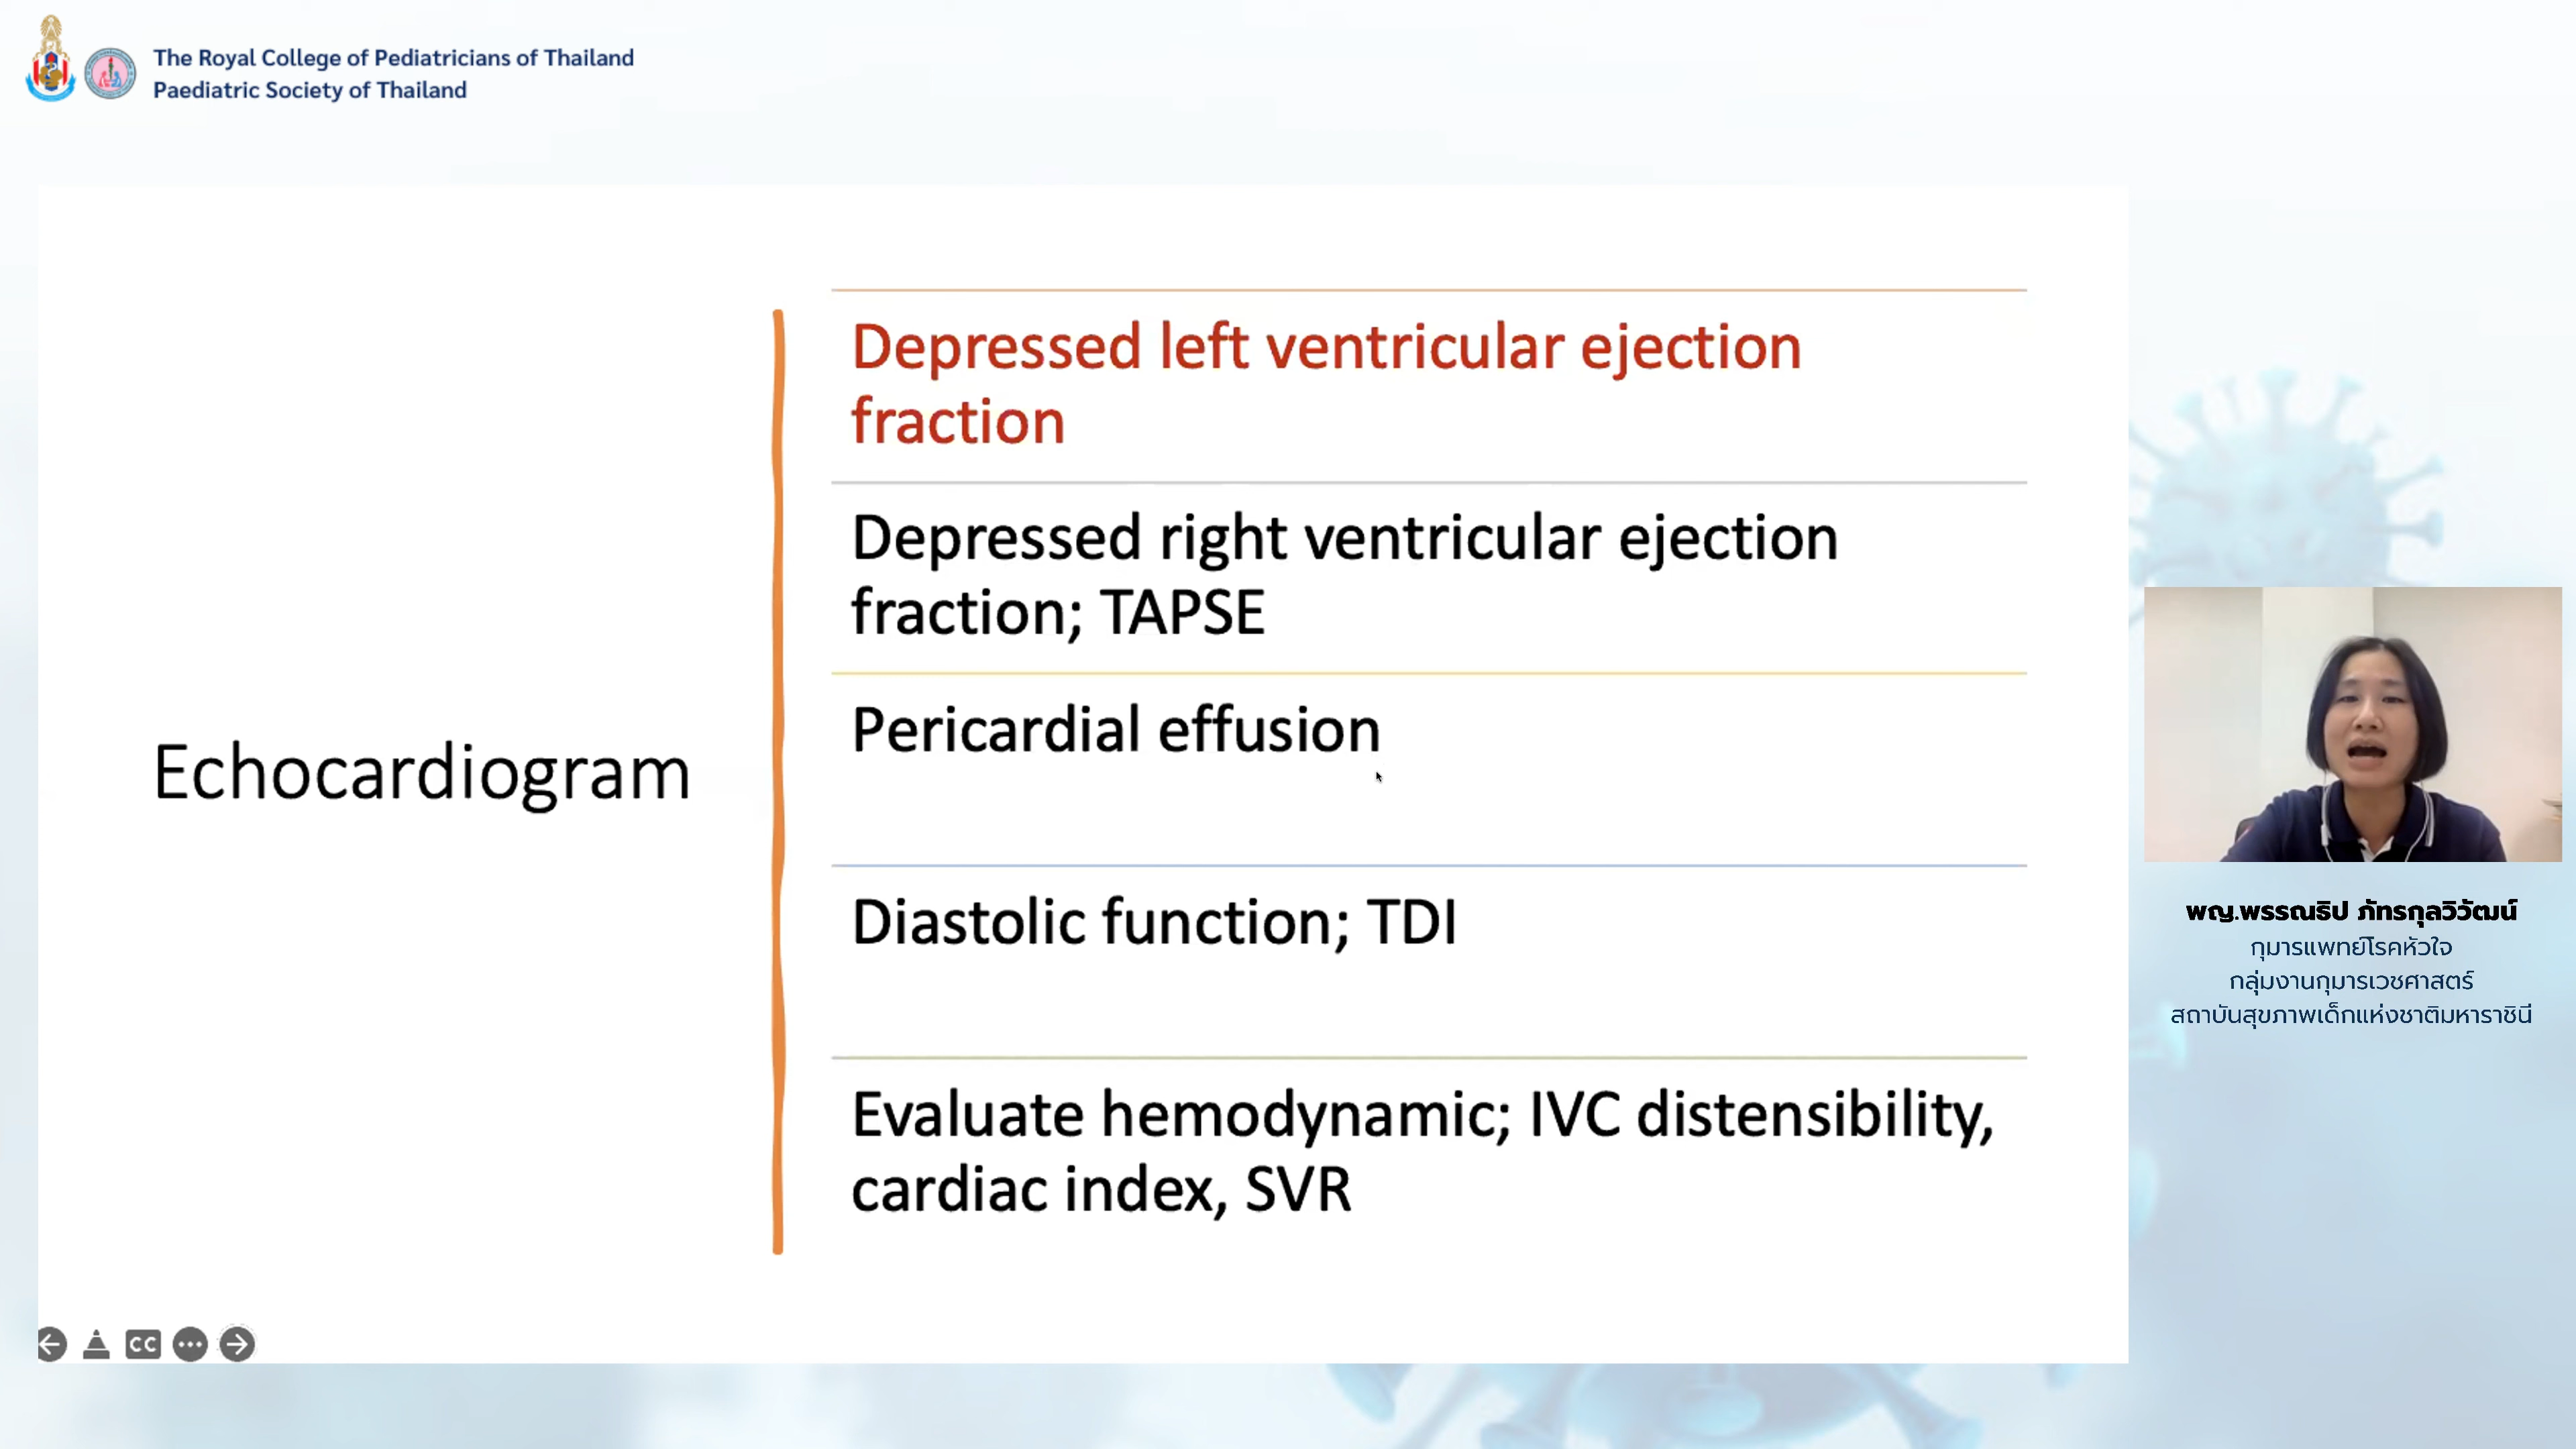 The Royal College of Pediatricians of Thailand
Paediatric Society of Thailand
Echocardiogram
Depressed left ventricular ejection
fraction
Depressed right ventricular ejection
fraction; TAPSE
Pericardial effusion
Diastolic function; TDI
Evaluate hemodynamic; IVC distensibility,
cardiac index, SVR
พญ.พรรณธิป ภัทรกุลวิวัฒน์
กุมารแพทย์โรคหัวใจ
กลุ่มงานกุมารเวชศาสตร์
สถาบันสุขภาพเด็กแห่งชาติมหาราชินี
CC